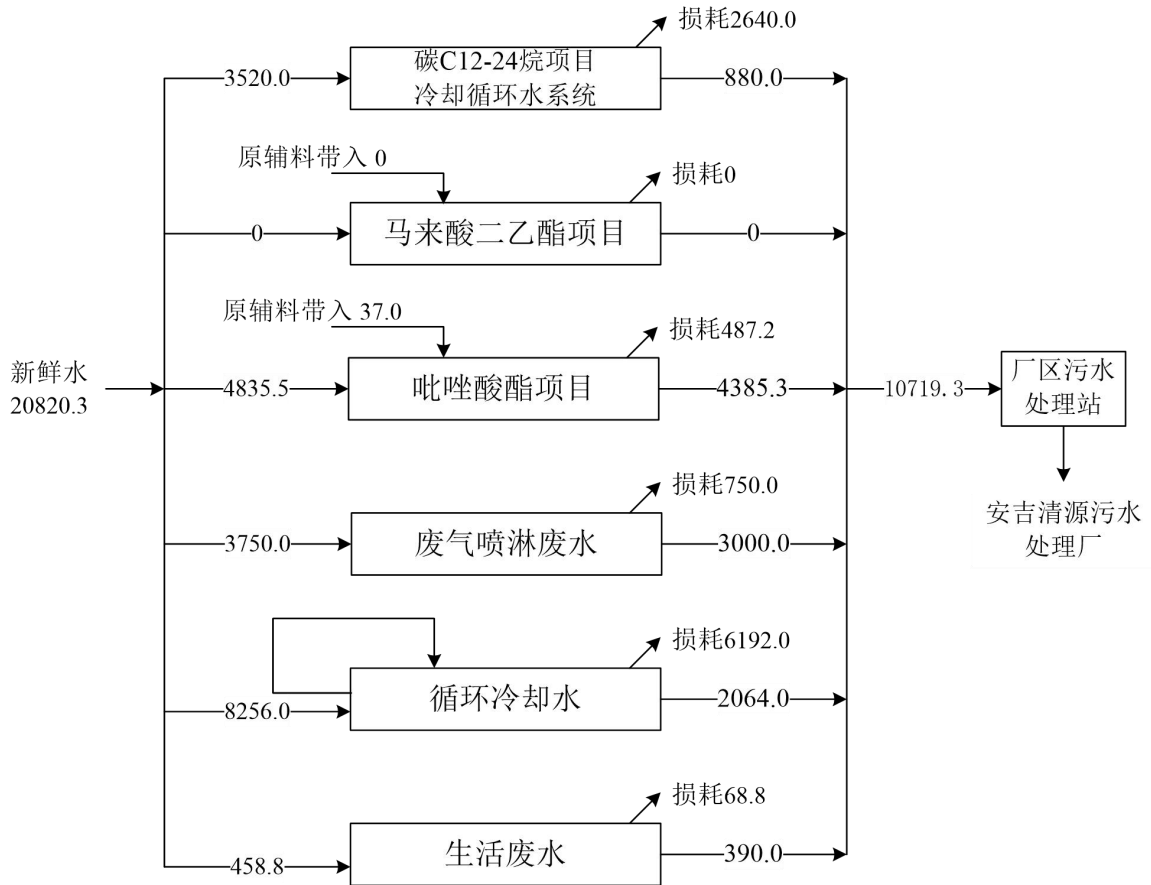 损耗2640.0
碳C12-24烷项目
冷却循环水系统
3520.0
880.0
原辅料带入 0
损耗0
马来酸二乙酯项目
0
0
原辅料带入 37.0
损耗487.2
新鲜水
20820.3
4835.5
吡唑酸酯项目
4385.3
10719.3
厂区污水
处理站
损耗750.0
3750.0
废气喷淋废水
3000.0
安吉清源污水
处理厂
损耗6192.0
8256.0
循环冷却水
2064.0
损耗68.8
458.8
生活废水
390.0